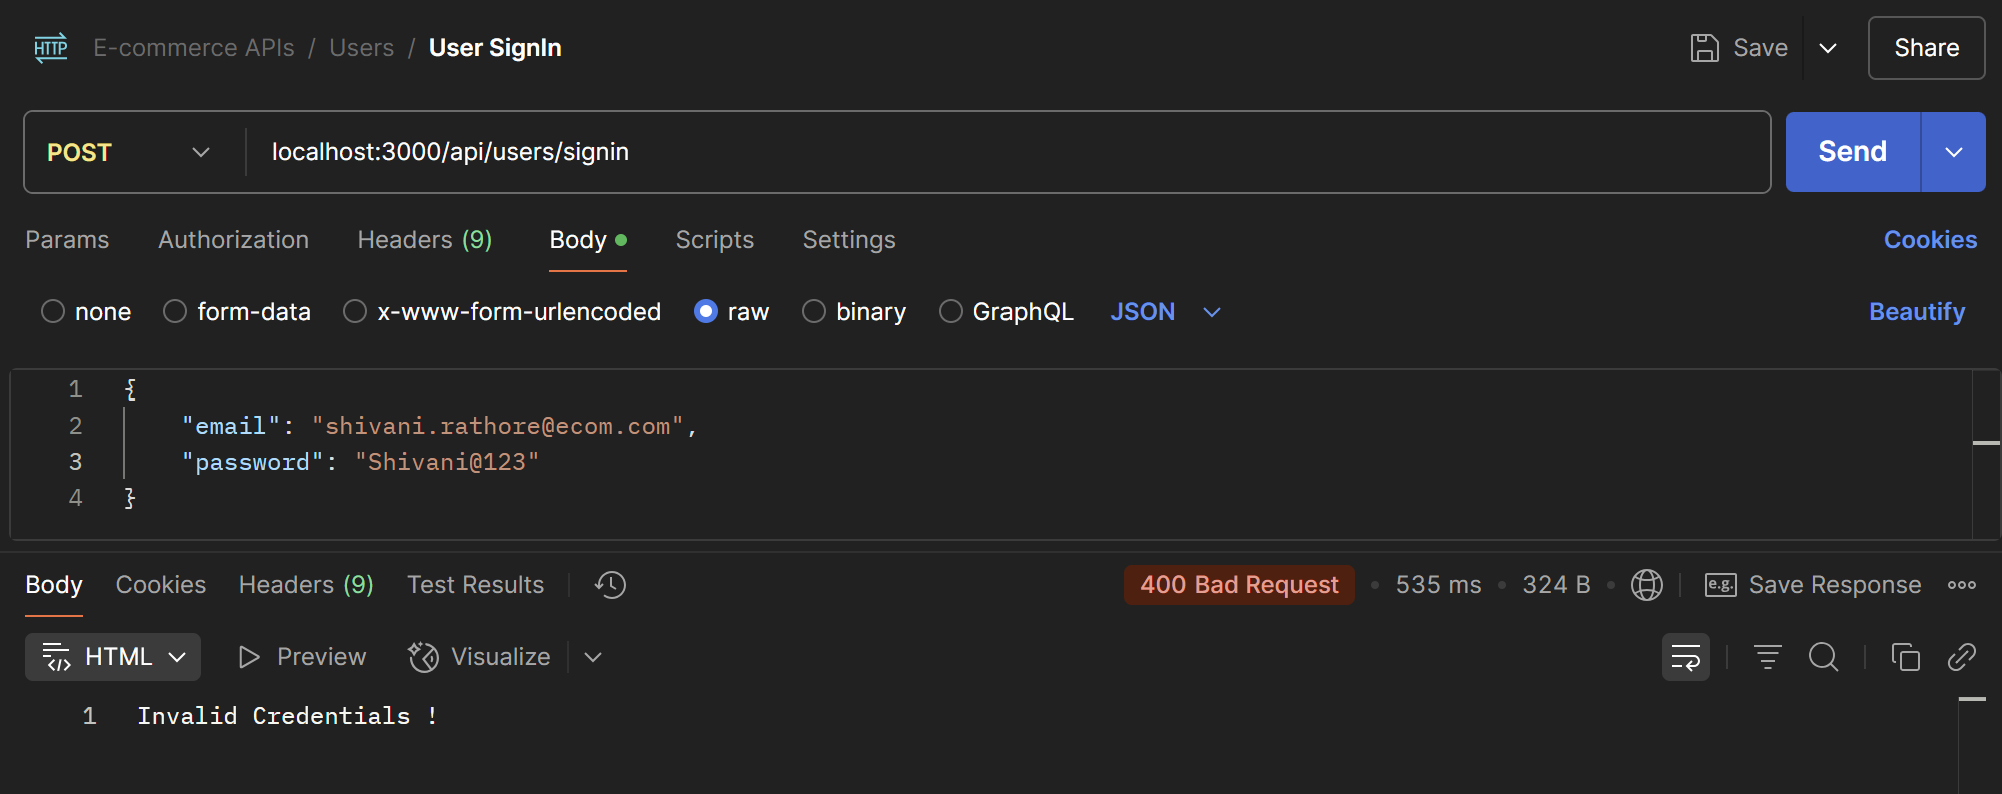 HTTP E-commerce APIs / Users / User SignIn Save Share
POST localhost:3000/api/users/signin Send
Params Authorization Headers (9) Body Scripts Settings Cookies
none form-data x-www-form-urlencoded raw binary GraphQL JSON Beautify
1 {
2 "email": "shivani.rathore@ecom.com",
3 "password": "Shivani@123"
4 }
Body Cookies Headers (9) Test Results 400 Bad Request • 535 ms • 324 B • e.g. Save Response
HTML Preview Visualize
1 Invalid Credentials !